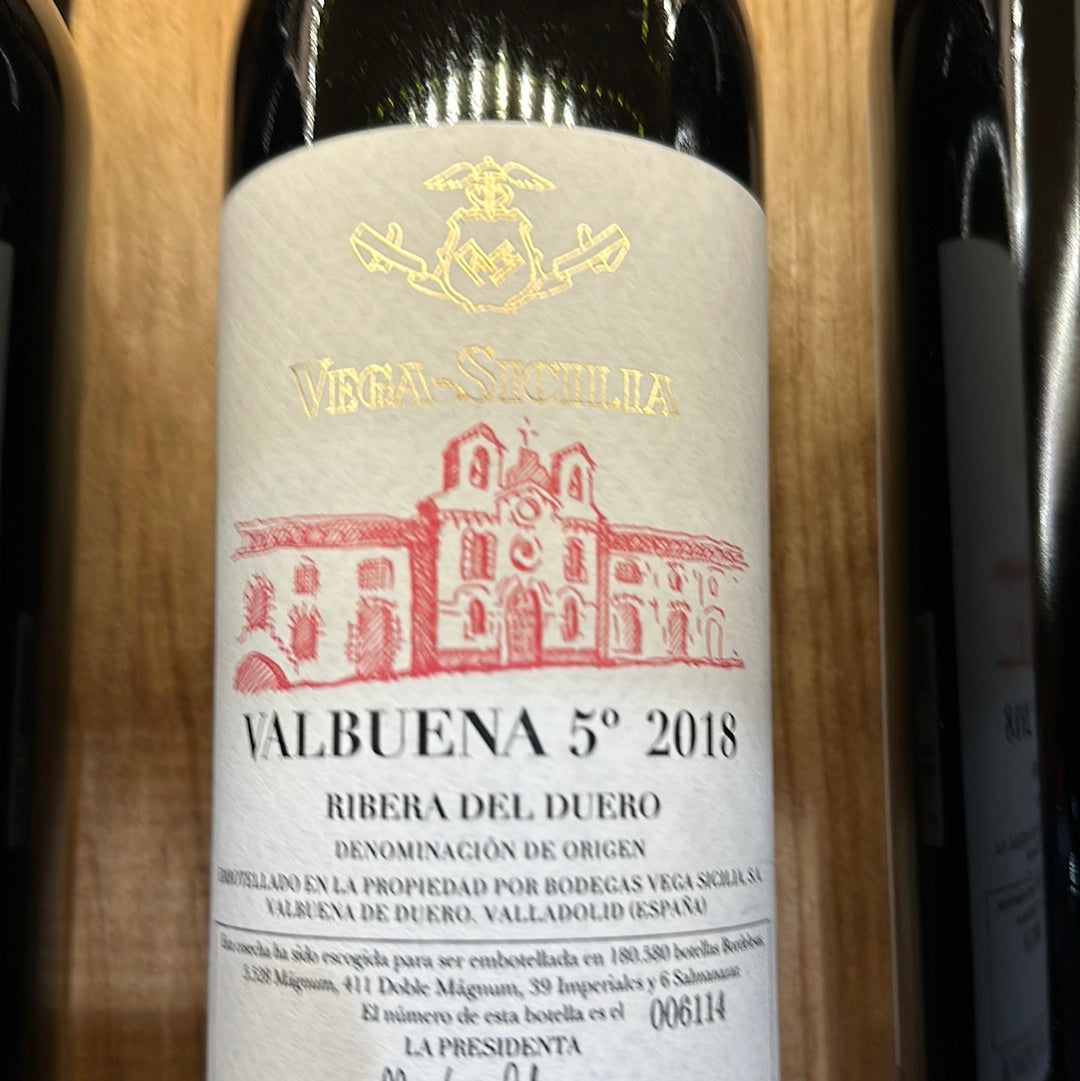 VEGA-SICILIA
VALBUENA 5º 2018
RIBERA DEL DUERO
DENOMINACIÓN DE ORIGEN
EMBOTELLADO EN LA PROPIEDAD POR BODEGAS VEGA SICILIA, S.A.
VALBUENA DE DUERO. VALLADOLID (ESPAÑA)
Esta cosecha ha sido escogida para ser embotellada en 180.580 botellas Bordelesas,
3.328 Mágnum, 411 Doble Mágnum, 39 Imperiales y 6 Salmanazar
El número de esta botella es el 006114
LA PRESIDENTA